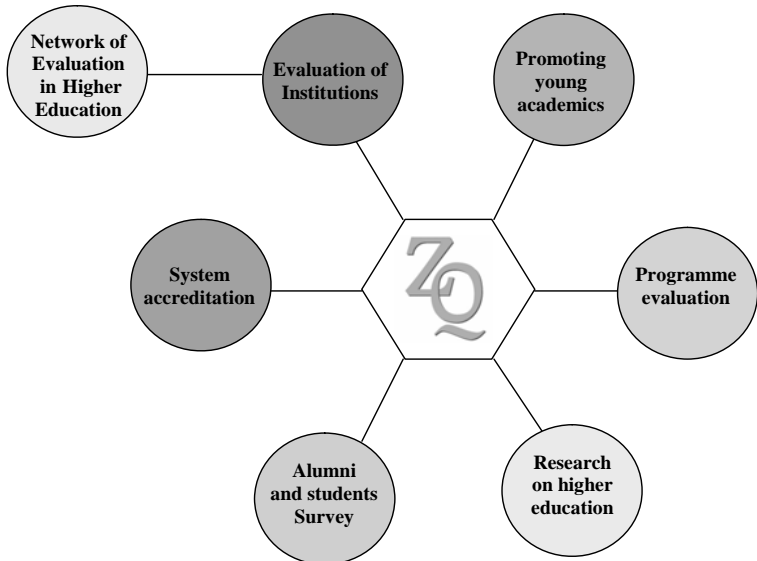 Network of
Evaluation
in Higher
Education
Evaluation of
Institutions
Promoting
young
academics
System
accreditation
ZQ
Programme
evaluation
Alumni
and students
Survey
Research
on higher
education